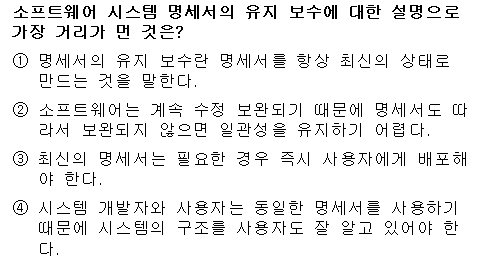 소프트웨어 시스템 명세서의 유지 보수에 대한 설명으로
가장 거리가 먼 것은?
① 명세서의 유지 보수란 명세서를 항상 최신의 상태로
만드는 것을 말한다.
② 소프트웨어는 계속 수정 보완되기 때문에 명세서도 따
라서 보완되지 않으면 일관성을 유지하기 어렵다.
③ 최신의 명세서는 필요한 경우 즉시 사용자에게 배포해
야 한다.
④ 시스템 개발자와 사용자는 동일한 명세서를 사용하기
때문에 시스템의 구조를 사용자도 잘 알고 있어야 한
다.